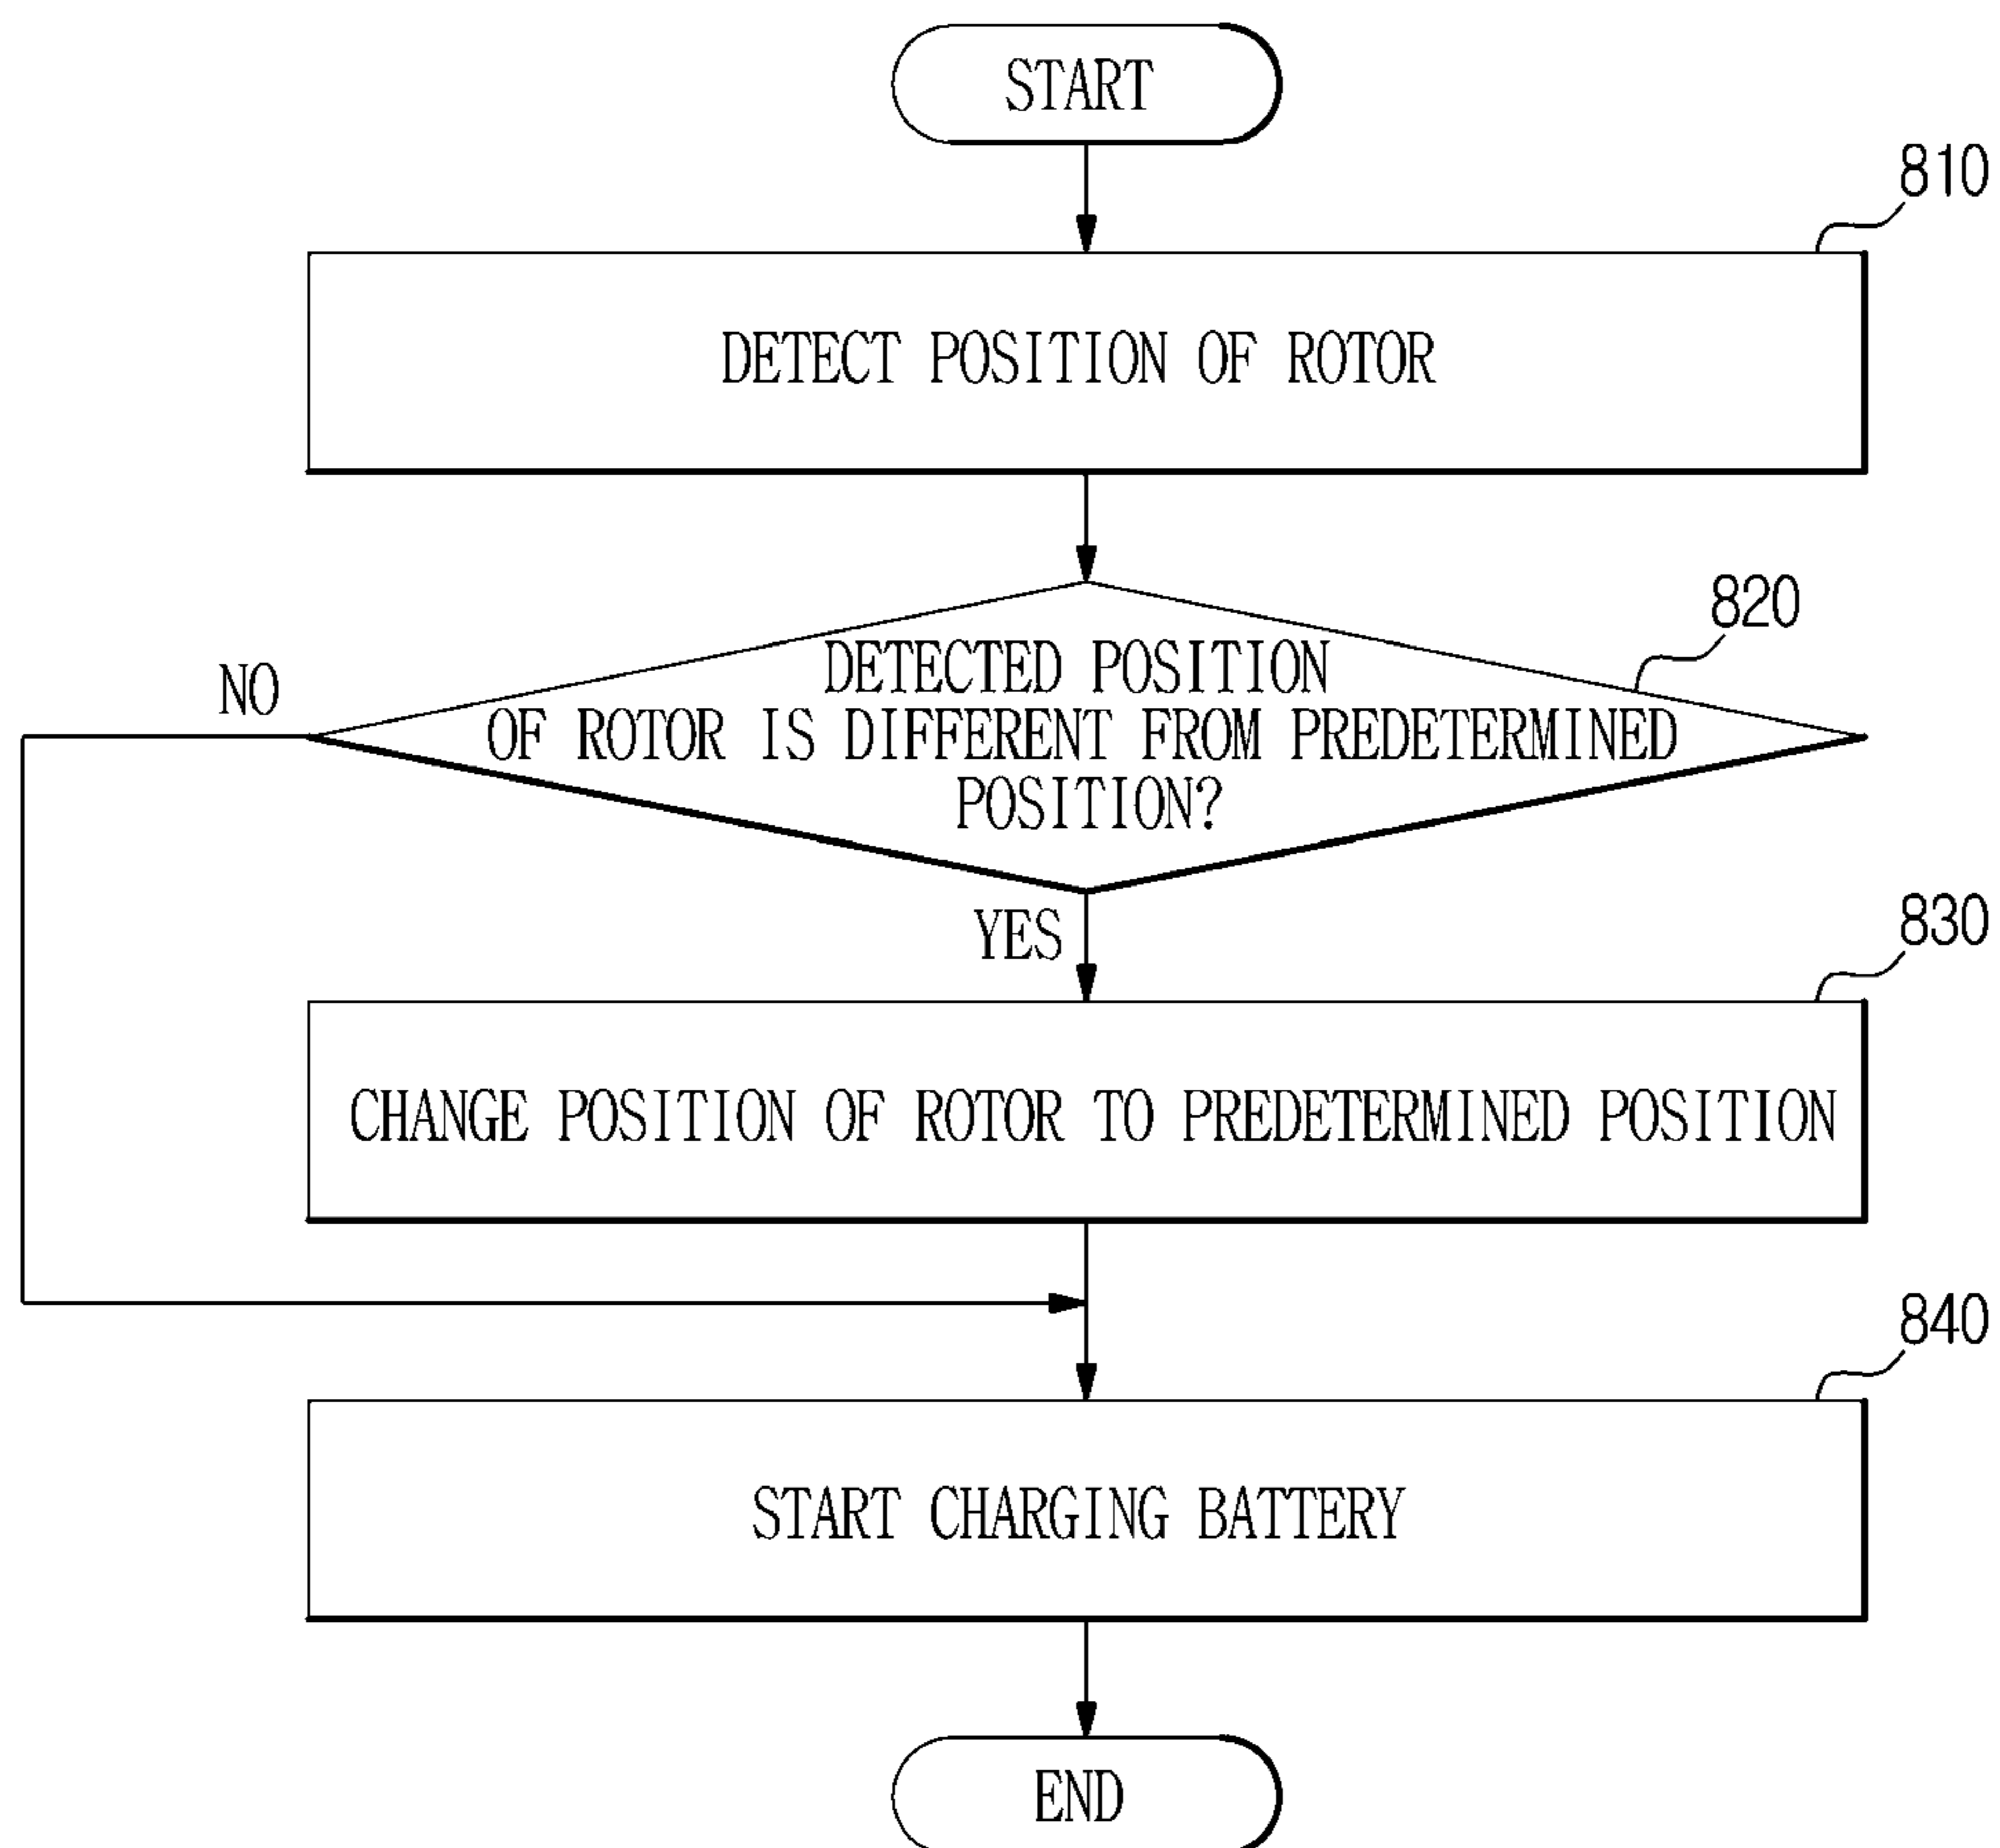 START
810
DETECT POSITION OF ROTOR
820
DETECTED POSITION
OF ROTOR IS DIFFERENT FROM PREDETERMINED
POSITION?
NO
YES
830
CHANGE POSITION OF ROTOR TO PREDETERMINED POSITION
840
START CHARGING BATTERY
END